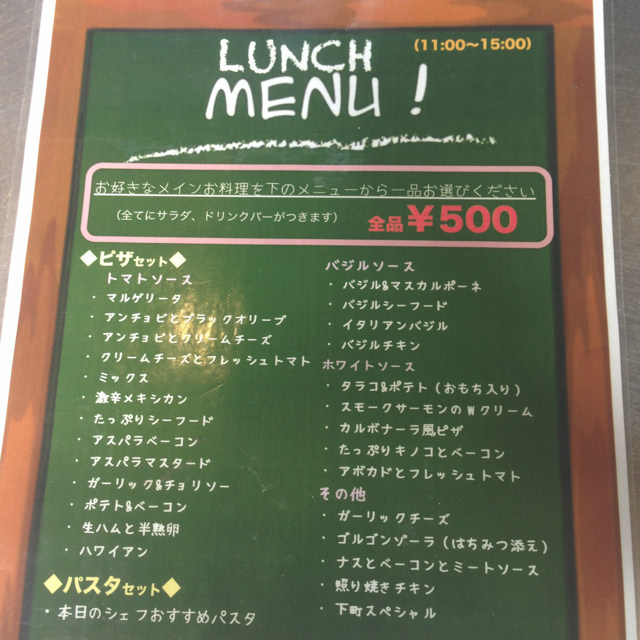 LUNCH
MENU!
(11:00〜15:00)
お好きなメインお料理を下のメニューから一品お選びください
(全てにサラダ、ドリンクバーがつきます)
全品¥500
◆ピザセット◆
トマトソース
・マルゲリータ
・アンチョビとブラックオリーブ
・アンチョビとクリームチーズ
・クリームチーズとフレッシュトマト
・ミックス
・激辛メキシカン
・たっぷりシーフード
・アスパラベーコン
・アスパラマスタード
・ガーリック&チョリソー
・ポテト&ベーコン
・生ハムと半熟卵
・ハワイアン
◆パスタセット◆
・本日のシェフおすすめパスタ
バジルソース
・バジル&マスカルポーネ
・バジルシーフード
・イタリアンバジル
・バジルチキン
ホワイトソース
・タラコ&ポテト(おもち入り)
・スモークサーモンのWクリーム
・カルボナーラ風ピザ
・たっぷりキノコとベーコン
・アボカドとフレッシュトマト
その他
・ガーリックチーズ
・ゴルゴンゾーラ(はちみつ添え)
・ナスとベーコンとミートソース
・照り焼きチキン
・下町スペシャル